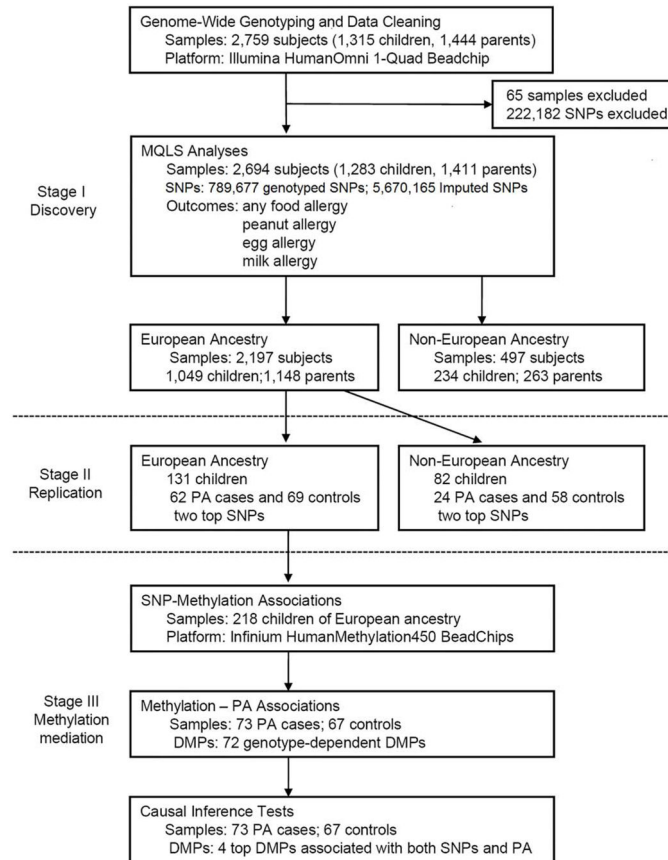 Genome-Wide Genotyping and Data Cleaning
Samples: 2,759 subjects (1,315 children, 1,444 parents)
Platform: Illumina HumanOmni 1-Quad Beadchip
65 samples excluded
222,182 SNPs excluded
Stage I
Discovery
MQLS Analyses
Samples: 2,694 subjects (1,283 children, 1,411 parents)
SNPs: 789,677 genotyped SNPs; 5,670,165 Imputed SNPs
Outcomes: any food allergy
peanut allergy
egg allergy
milk allergy
European Ancestry
Samples: 2,197 subjects
1,049 children;1,148 parents
Non-European Ancestry
Samples: 497 subjects
234 children; 263 parents
Stage II
Replication
European Ancestry
131 children
62 PA cases and 69 controls
two top SNPs
Non-European Ancestry
82 children
24 PA cases and 58 controls
two top SNPs
Stage III
Methylation
mediation
SNP-Methylation Associations
Samples: 218 children of European ancestry
Platform: Infinium HumanMethylation450 BeadChips
Methylation – PA Associations
Samples: 73 PA cases; 67 controls
DMPs: 72 genotype-dependent DMPs
Causal Inference Tests
Samples: 73 PA cases; 67 controls
DMPs: 4 top DMPs associated with both SNPs and PA